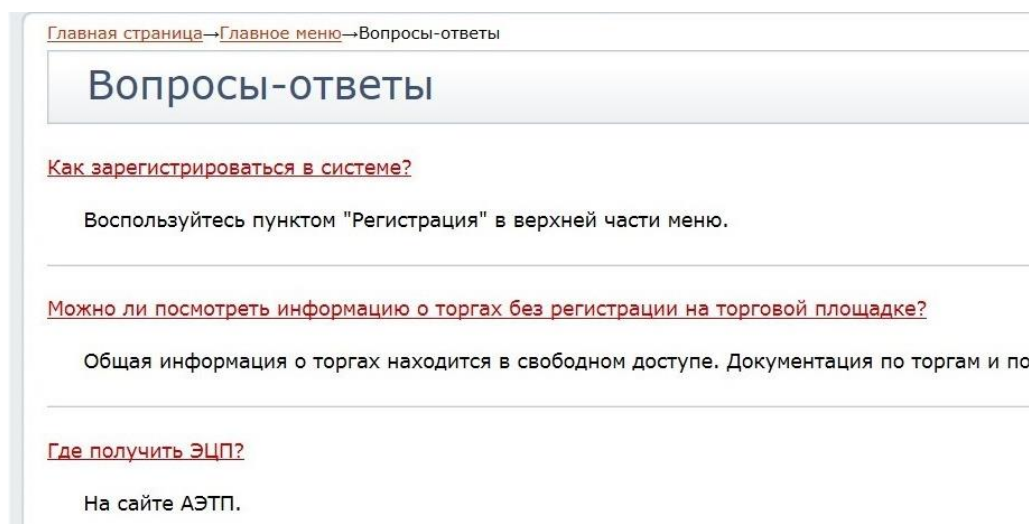 Главная страница→Главное меню→Вопросы-ответы
Вопросы-ответы
Как зарегистрироваться в системе?
Воспользуйтесь пунктом "Регистрация" в верхней части меню.
Можно ли посмотреть информацию о торгах без регистрации на торговой площадке?
Общая информация о торгах находится в свободном доступе. Документация по торгам и по
Где получить ЭЦП?
На сайте АЭТП.